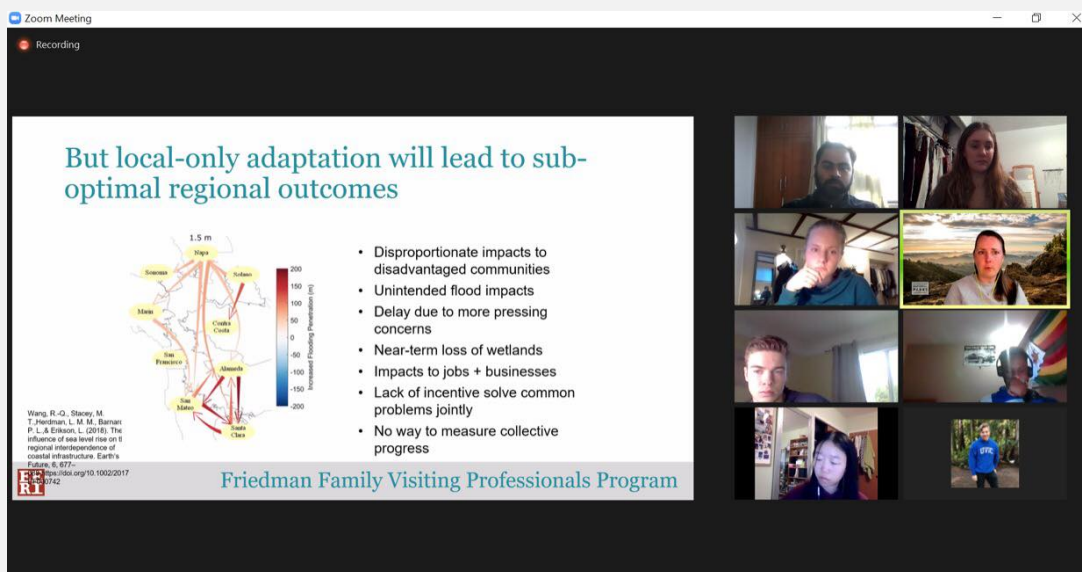 Zoom Meeting
Recording
But local-only adaptation will lead to sub-
optimal regional outcomes
1.5 m
Napa
Sonoma
Solano
Marin
Contra
Costa
San
Francisco
Alameda
San
Mateo
Santa
Clara
200
150
100
50
0
-50
-100
-150
-200
Increased Flooding Penetration (m)
• Disproportionate impacts to
disadvantaged communities
• Unintended flood impacts
• Delay due to more pressing
concerns
• Near-term loss of wetlands
• Impacts to jobs + businesses
• Lack of incentive solve common
problems jointly
• No way to measure collective
progress
Wang, R.-Q., Stacey, M.
T.,Herdman, L. M. M., Barnard
P. L.,& Erikson, L. (2018). The
influence of sea level rise on t
regional interdependence of
coastal infrastructure. Earth's
Future, 6, 677–
https://doi.org/10.1002/2017
0742
Friedman Family Visiting Professionals Program
UVIC